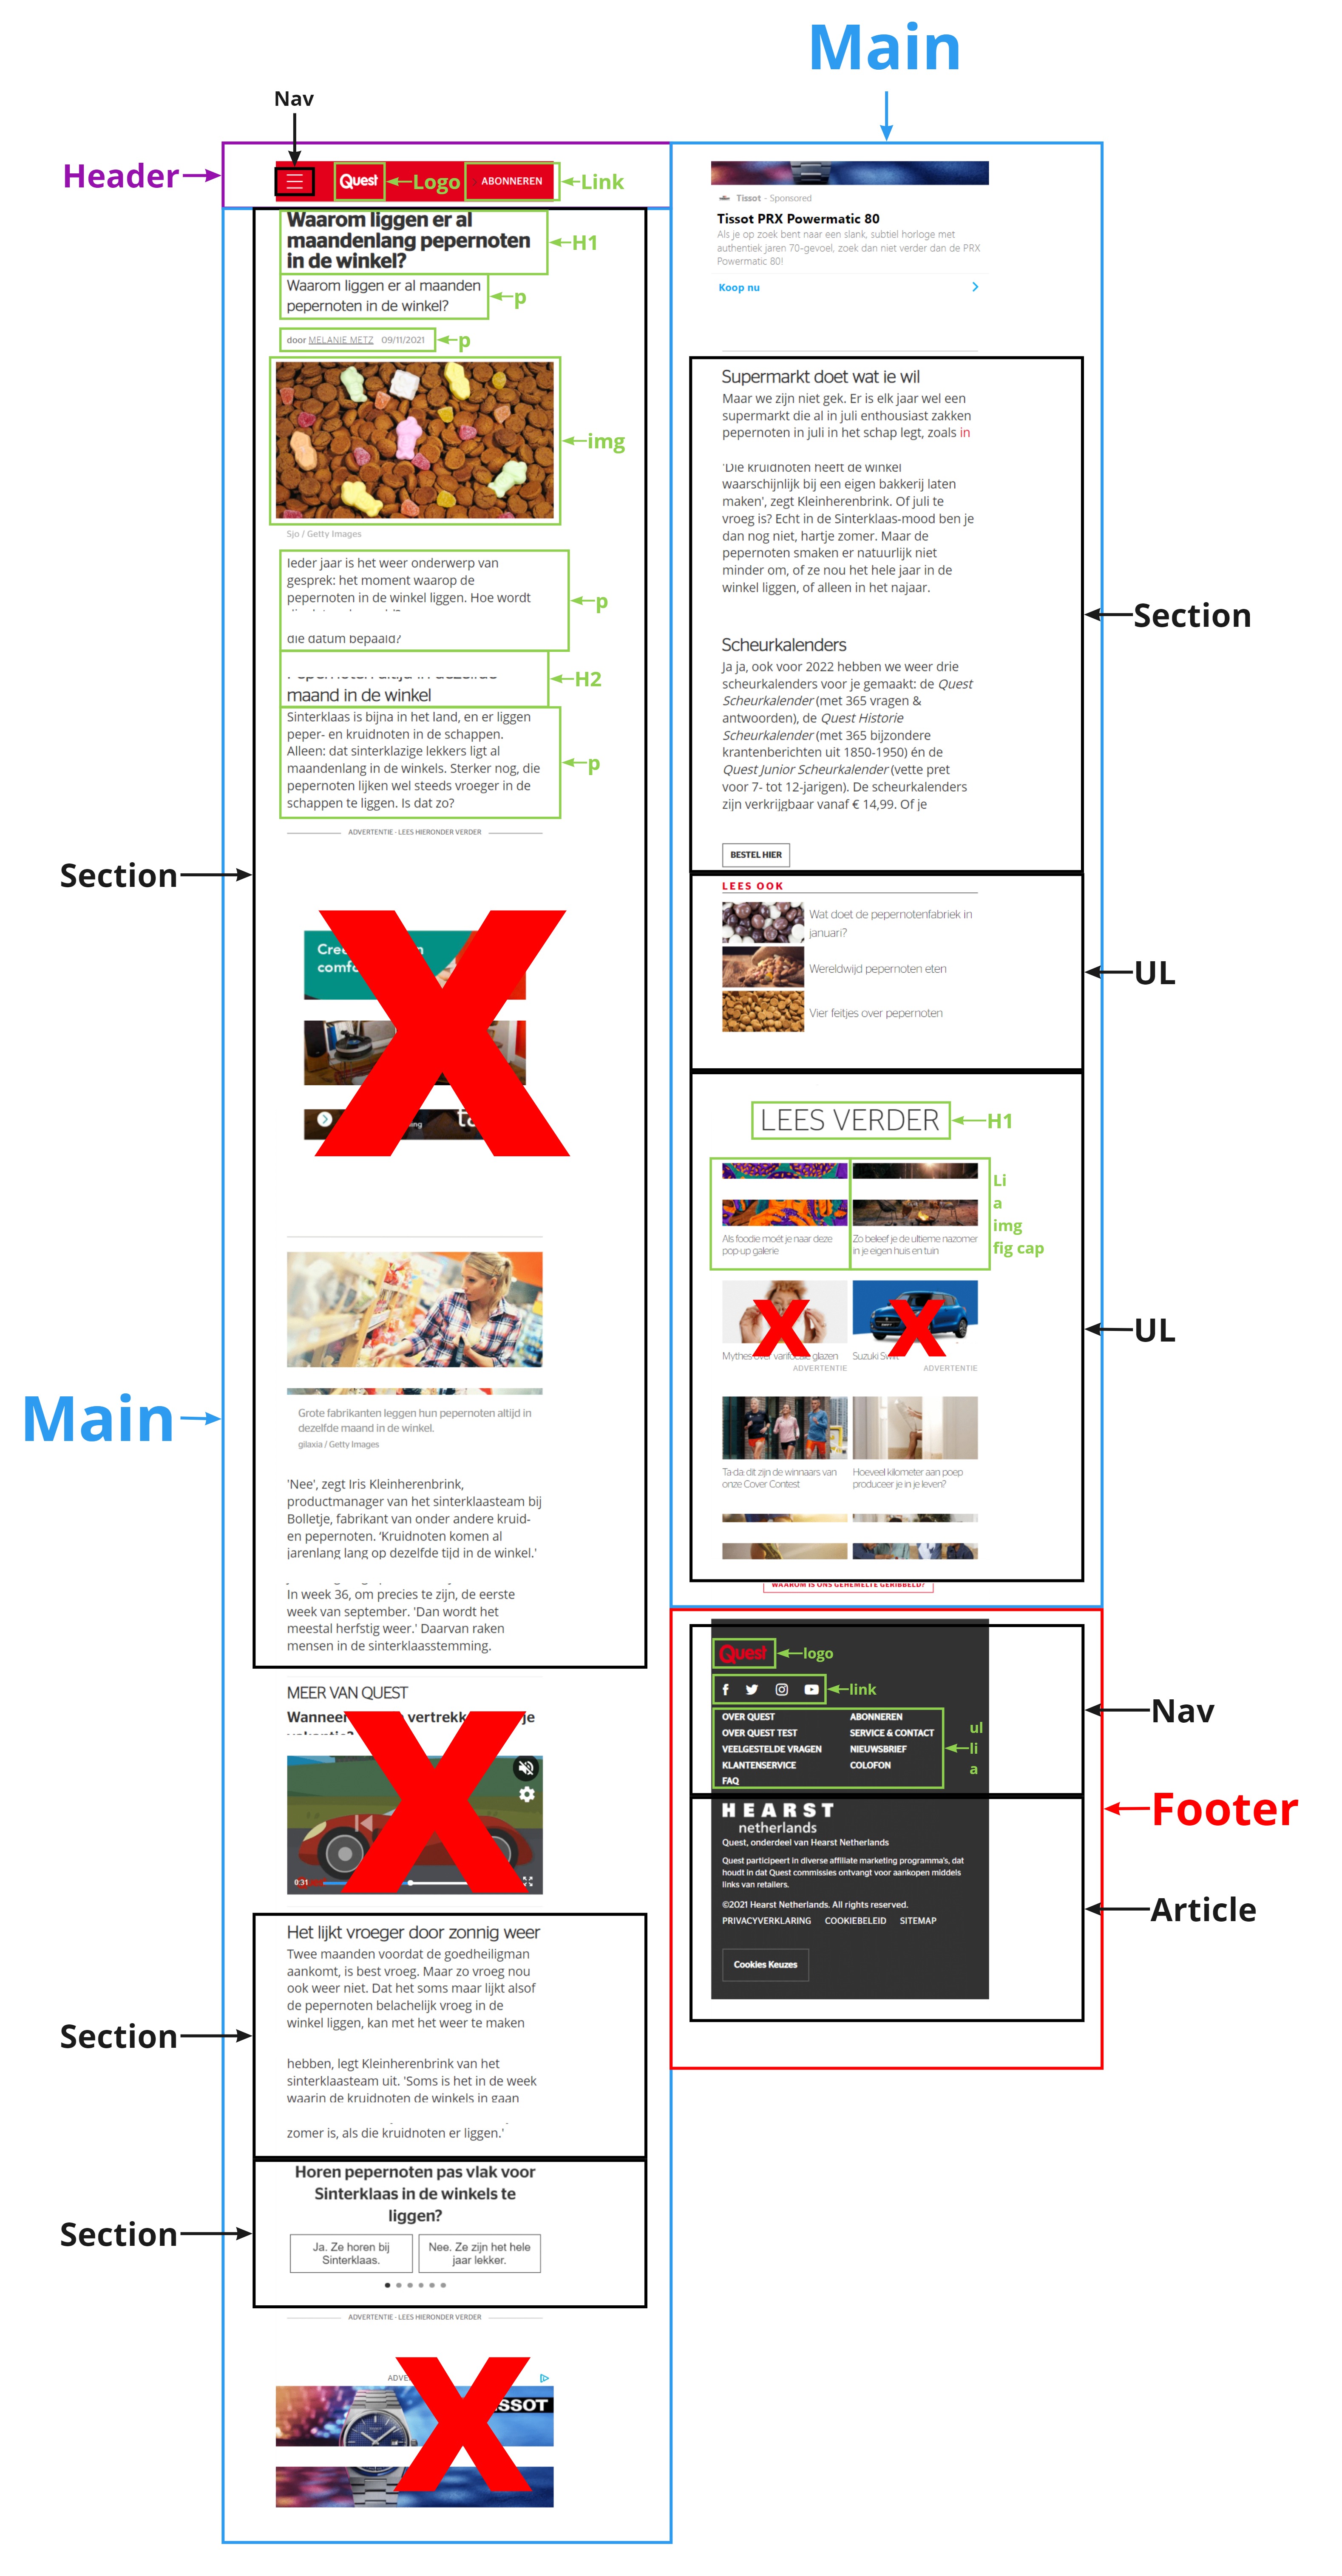 Main
Nav
Header
Quest
Logo
ABONNEREN
Link
Waarom liggen er al
maandenlang pepernoten
in de winkel?
H1
Waarom liggen er al maanden
pepernoten in de winkel?
p
door MELANIE METZ 09/11/2021
p
img
Sjo / Getty Images
Ieder jaar is het weer onderwerp van
gesprek: het moment waarop de
pepernoten in de winkel liggen. Hoe wordt
die datum bepaald?
p
Pepernoten altijd in dezelfde
maand in de winkel
H2
Sinterklaas is bijna in het land, en er liggen
peper- en kruidnoten in de schappen.
Alleen: dat sinterklazige lekkers ligt al
maandenlang in de winkels. Sterker nog, die
pepernoten lijken wel steeds vroeger in de
schappen te liggen. Is dat zo?
p
ADVERTENTIE - LEES HIERONDER VERDER
Section
X
Main
Grote fabrikanten leggen hun pepernoten altijd in
dezelfde maand in de winkel.
gilaxia / Getty Images
'Nee', zegt Iris Kleinherenbrink,
productmanager van het sinterklaasteam bij
Bolletje, fabrikant van onder andere kruid-
en pepernoten. 'Kruidnoten komen al
jarenlang lang op dezelfde tijd in de winkel.'
In week 36, om precies te zijn, de eerste
week van september. 'Dan wordt het
meestal herfstig weer.' Daarvan raken
mensen in de sinterklaasstemming.
MEER VAN QUEST
Wanneer vertrekk je
X
0:31
Het lijkt vroeger door zonnig weer
Twee maanden voordat de goedheiligman
aankomt, is best vroeg. Maar zo vroeg nou
ook weer niet. Dat het soms maar lijkt alsof
de pepernoten belachelijk vroeg in de
winkel liggen, kan met het weer te maken
hebben, legt Kleinherenbrink van het
sinterklaasteam uit. 'Soms is het in de week
waarin de kruidnoten de winkels in gaan
zomer is, als die kruidnoten er liggen.'
Section
Horen pepernoten pas vlak voor
Sinterklaas in de winkels te
liggen?
Ja. Ze horen bij
Sinterklaas.
Nee. Ze zijn het hele
jaar lekker.
Section
ADVERTENTIE - LEES HIERONDER VERDER
X
Tissot - Sponsored
Tissot PRX Powermatic 80
Als je op zoek bent naar een slank, subtiel horloge met
authentiek jaren 70-gevoel, zoek dan niet verder dan de PRX
Powermatic 80!
Koop nu
Supermarkt doet wat ie wil
Maar we zijn niet gek. Er is elk jaar wel een
supermarkt die al in juli enthousiast zakken
pepernoten in juli in het schap legt, zoals in
'Die kruidnoten heeft de winkel
waarschijnlijk bij een eigen bakkerij laten
maken', zegt Kleinherenbrink. Of juli te
vroeg is? Echt in de Sinterklaas-mood ben je
dan nog niet, hartje zomer. Maar de
pepernoten smaken er natuurlijk niet
minder om, of ze nou het hele jaar in de
winkel liggen, of alleen in het najaar.
Section
Scheurkalenders
Ja ja, ook voor 2022 hebben we weer drie
scheurkalenders voor je gemaakt: de Quest
Scheurkalender (met 365 vragen &
antwoorden), de Quest Historie
Scheurkalender (met 365 bijzondere
krantenberichten uit 1850-1950) én de
Quest Junior Scheurkalender (vette pret
voor 7- tot 12-jarigen). De scheurkalenders
zijn verkrijgbaar vanaf € 14,99. Of je
BESTEL HIER
LEES OOK
Wat doet de pepernotenfabriek in
januari?
Wereldwijd pepernoten eten
Vier feitjes over pepernoten
UL
LEES VERDER
H1
Li
a
img
fig cap
Als foodie moét je naar deze
pop-up galerie
Zo beleef je de ultieme nazomer
in je eigen huis en tuin
UL
X
X
Mythes over varifocale glazen
ADVERTENTIE
Suzuki Swift
ADVERTENTIE
Ta-da: dit zijn de winnaars van
onze Cover Contest
Hoeveel kilometer aan poep
produceer je in je leven?
WAAROM IS ONS GEHEMELTE GERIBBELD?
Quest
logo
link
OVER QUEST
OVER QUEST TEST
VEELGESTELDE VRAGEN
KLANTENSERVICE
FAQ
ABONNEREN
SERVICE & CONTACT
NIEUWSBRIEF
COLOFON
ul
li
a
Nav
Footer
HEARST
netherlands
Quest, onderdeel van Hearst Netherlands
Quest participeert in diverse affiliate marketing programma's, dat
houdt in dat Quest commissies ontvangt voor aankopen middels
links van retailers.
©2021 Hearst Netherlands. All rights reserved.
PRIVACYVERKLARING COOKIEBELEID SITEMAP
Cookies Keuzes
Article